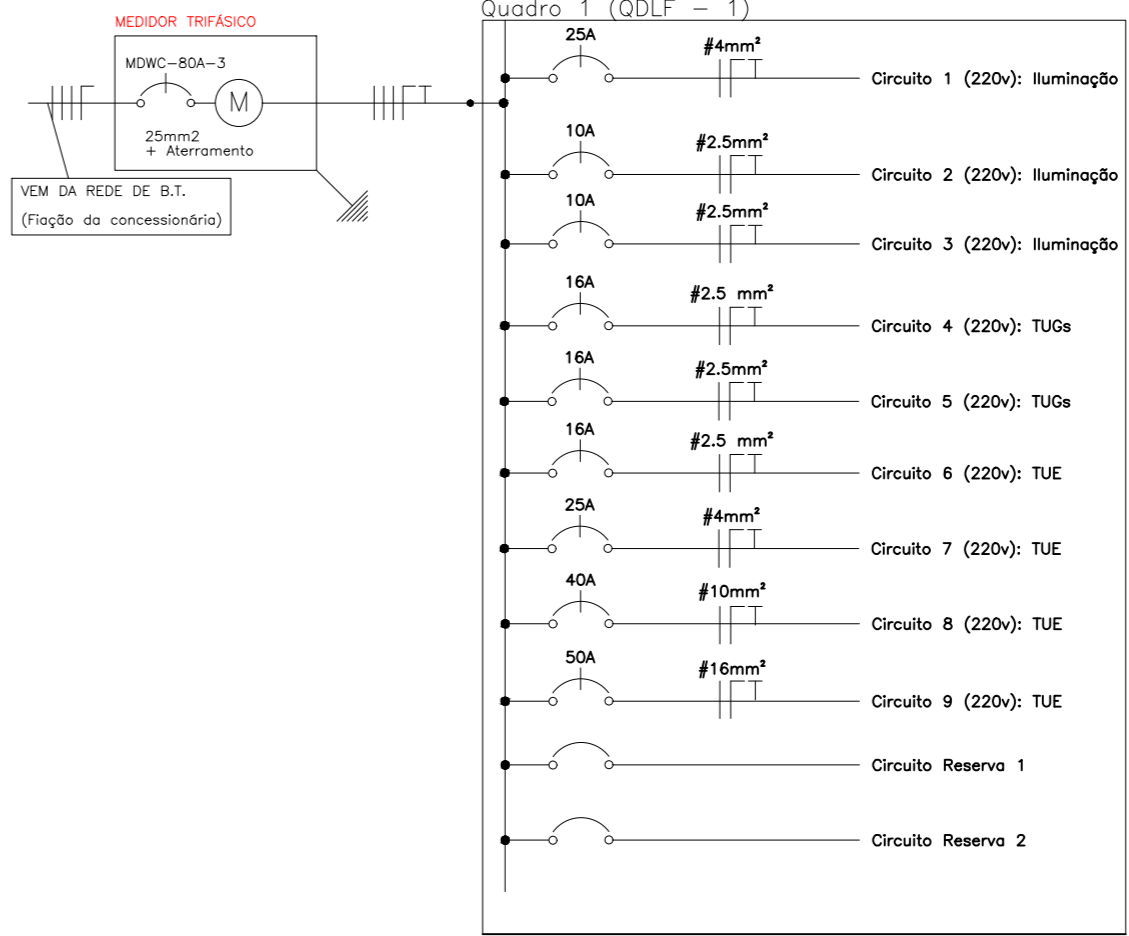 Quadro 1 (QDLF - 1)
MEDIDOR TRIFÁSICO
MDWC-80A-3
M
25mm2
+ Aterramento
VEM DA REDE DE B.T.
(Fiação da concessionária)
25A #4mm² Circuito 1 (220v): Iluminação
10A #2.5mm² Circuito 2 (220v): Iluminação
10A #2.5mm² Circuito 3 (220v): Iluminação
16A #2.5 mm² Circuito 4 (220v): TUGs
16A #2.5mm² Circuito 5 (220v): TUGs
16A #2.5 mm² Circuito 6 (220v): TUE
25A #4mm² Circuito 7 (220v): TUE
40A #10mm² Circuito 8 (220v): TUE
50A #16mm² Circuito 9 (220v): TUE
Circuito Reserva 1
Circuito Reserva 2